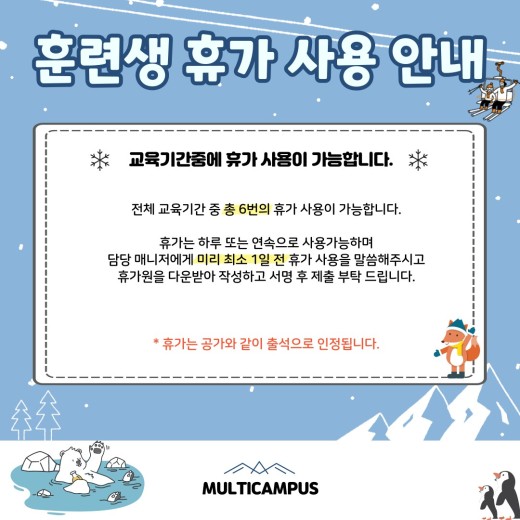 훈련생 휴가 사용 안내
교육기간중에 휴가 사용이 가능합니다.
전체 교육기간 중 총 6번의 휴가 사용이 가능합니다.
휴가는 하루 또는 연속으로 사용가능하며
담당 매니저에게 미리 최소 1일 전 휴가 사용을 말씀해주시고
휴가원을 다운받아 작성하고 서명 후 제출 부탁 드립니다.
* 휴가는 공가와 같이 출석으로 인정됩니다.
MULTICAMPUS